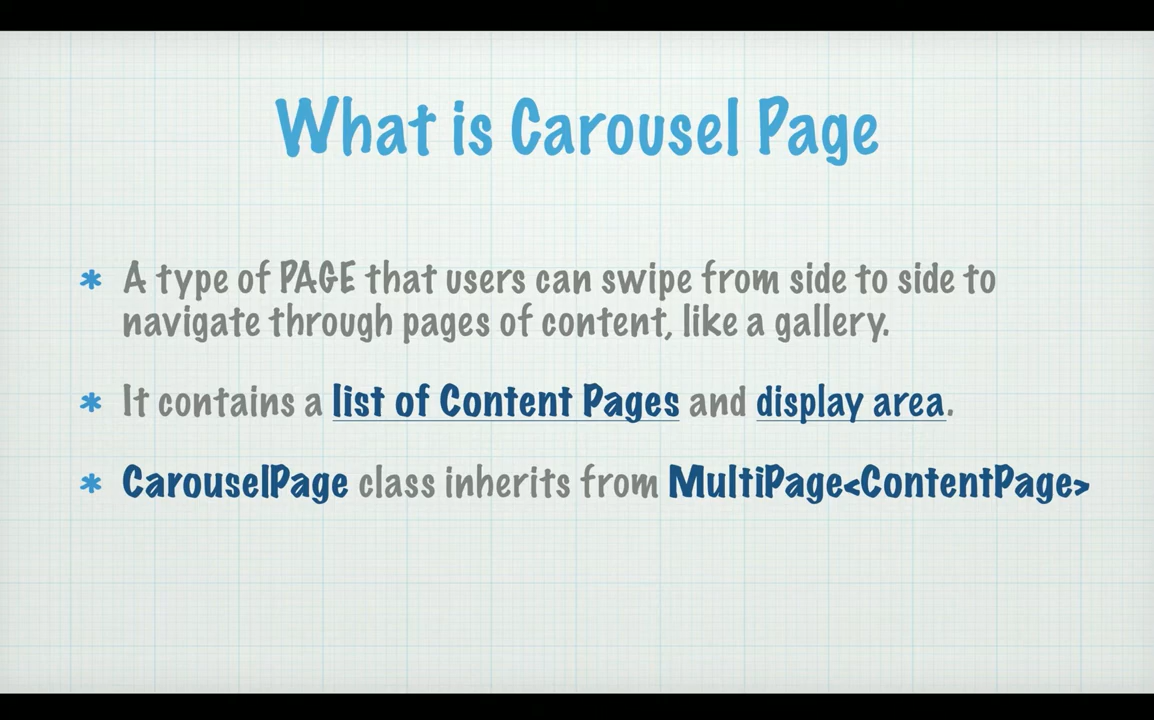 What is Carousel Page
* A type of PAGE that users can swipe from side to side to
navigate through pages of content, like a gallery.
* It contains a list of Content Pages and display area.
* CarouselPage class inherits from MultiPage<ContentPage>